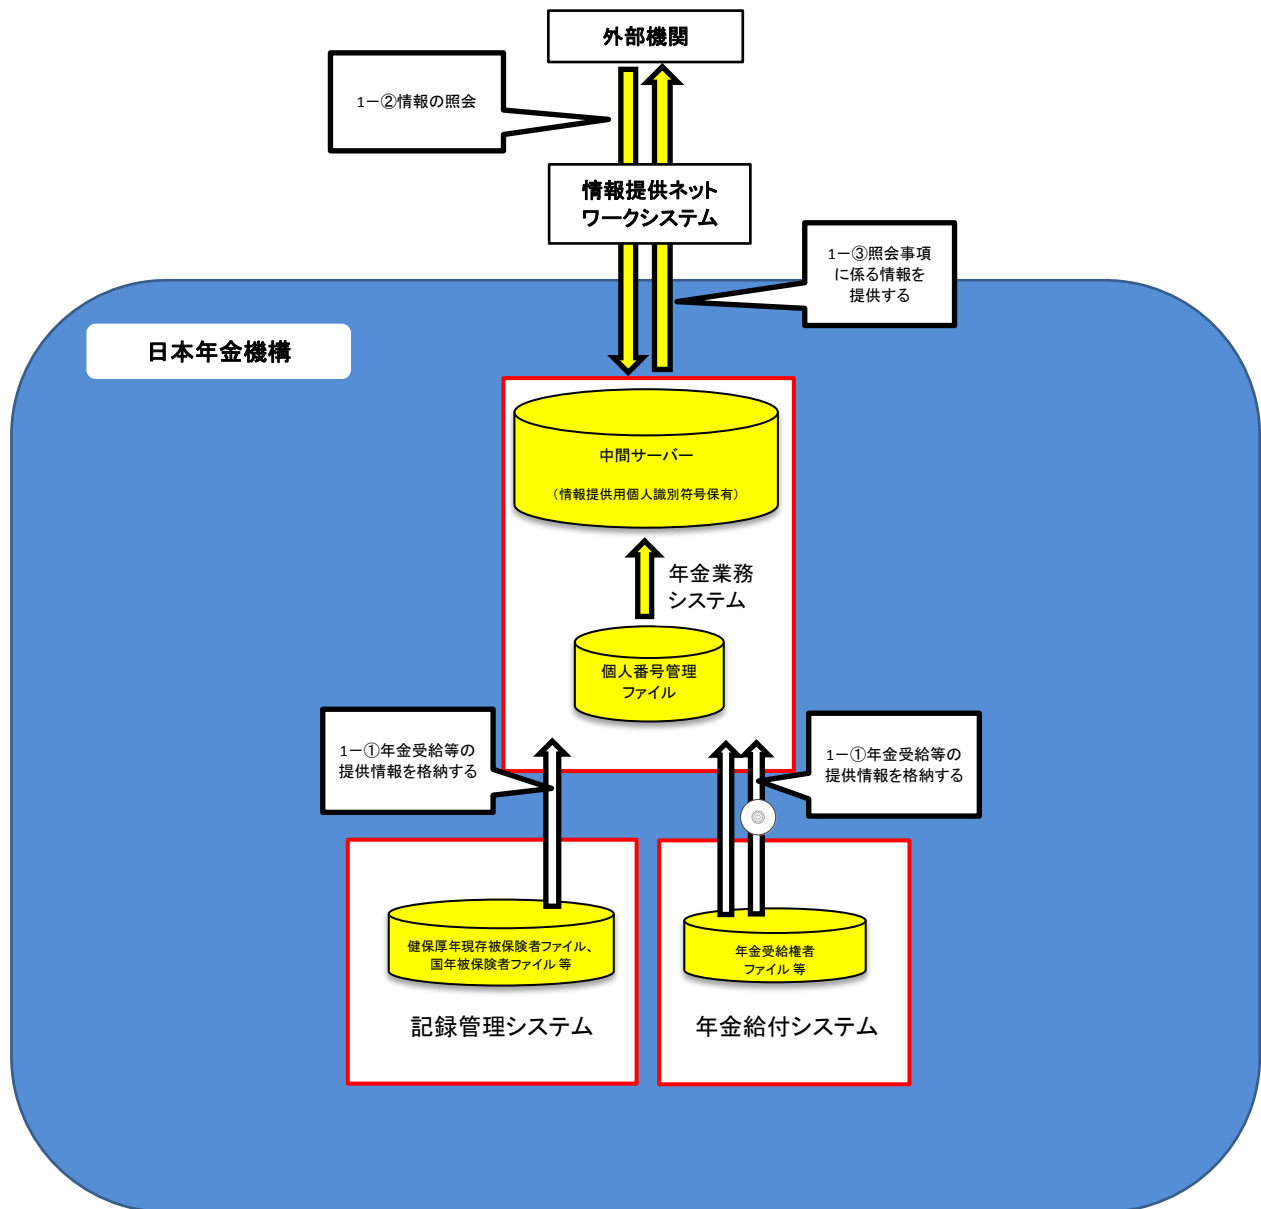 外部機関
1－②情報の照会
情報提供ネット
ワークシステム
1－③照会事項
に係る情報を
提供する
日本年金機構
中間サーバー
（情報提供用個人識別符号保有）
年金業務
システム
個人番号管理
ファイル
1－①年金受給等の
提供情報を格納する
1－①年金受給等の
提供情報を格納する
健保厚年現存被保険者ファイル、
国年被保険者ファイル 等
記録管理システム
年金受給権者
ファイル 等
年金給付システム